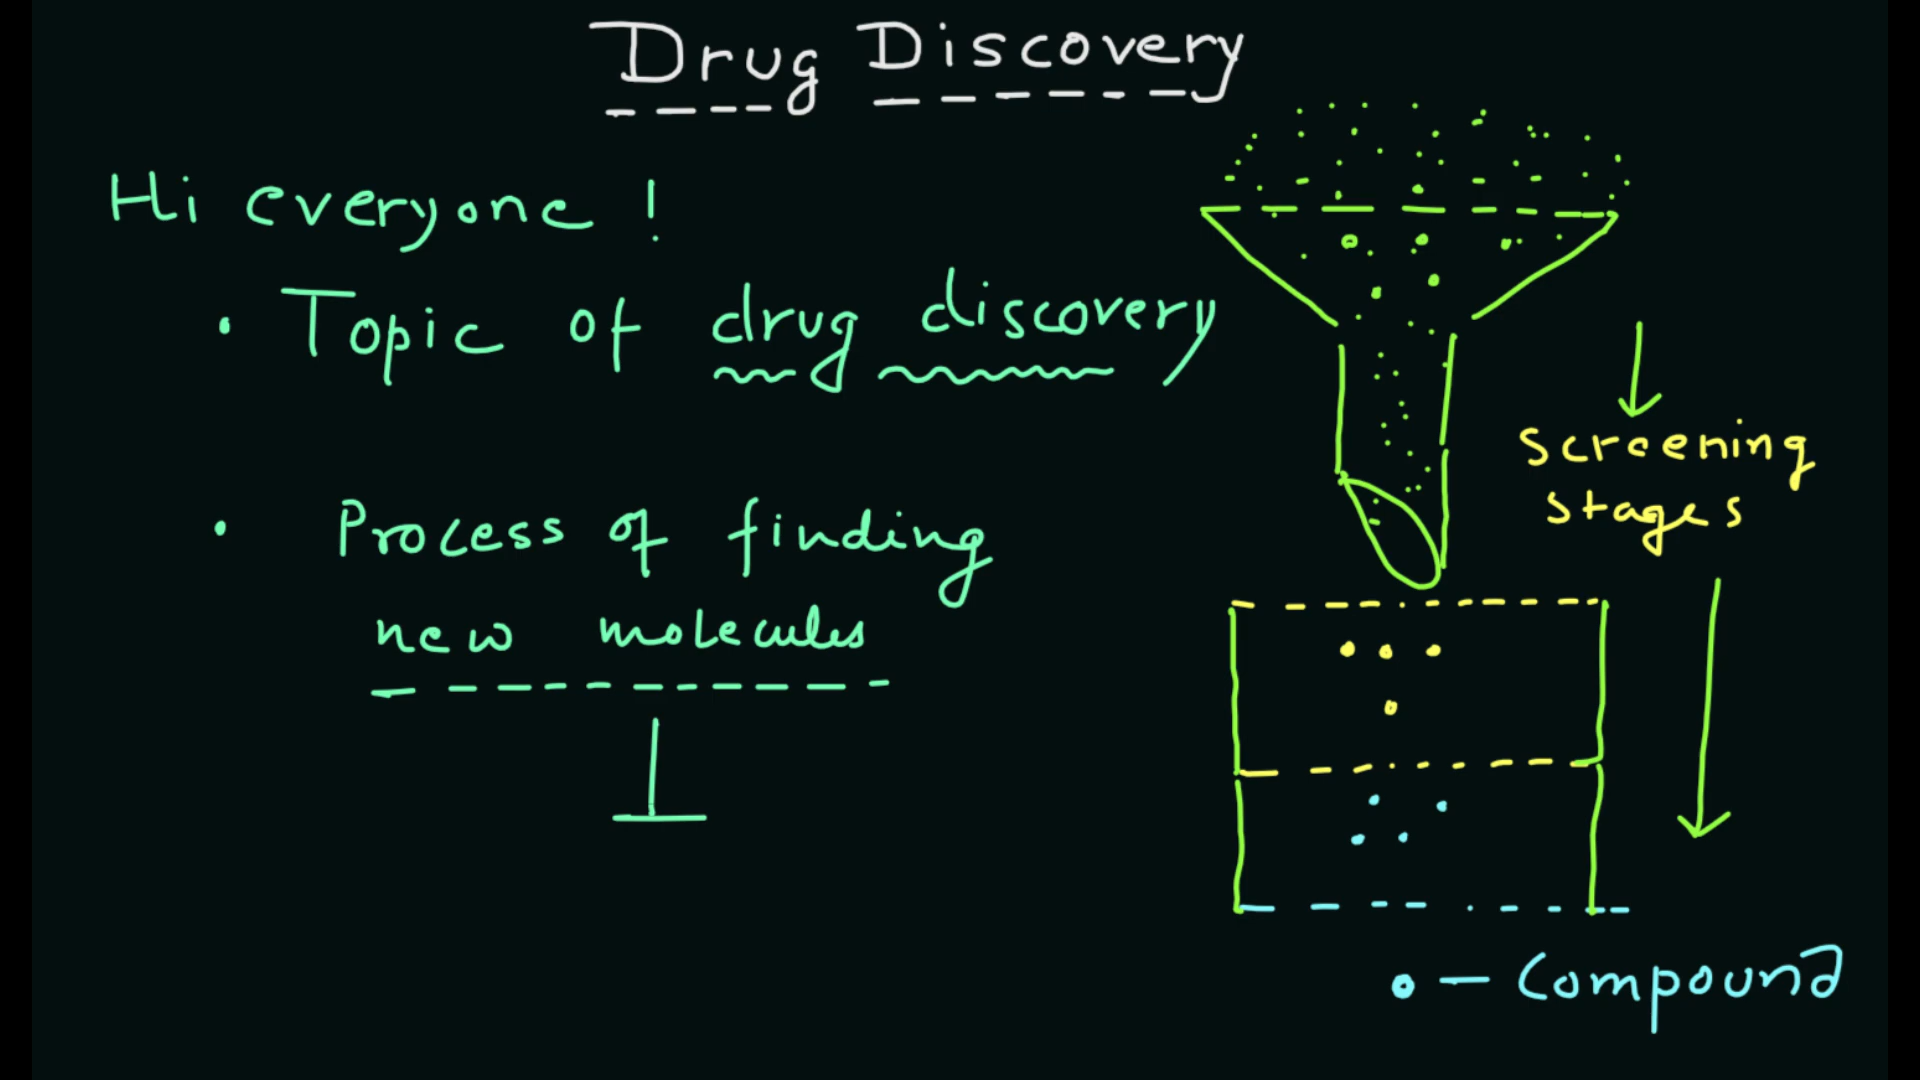 Drug Discovery
Hi everyone !
• Topic of drug discovery
• Process of finding
new molecules
Screening
stages
o — Compound